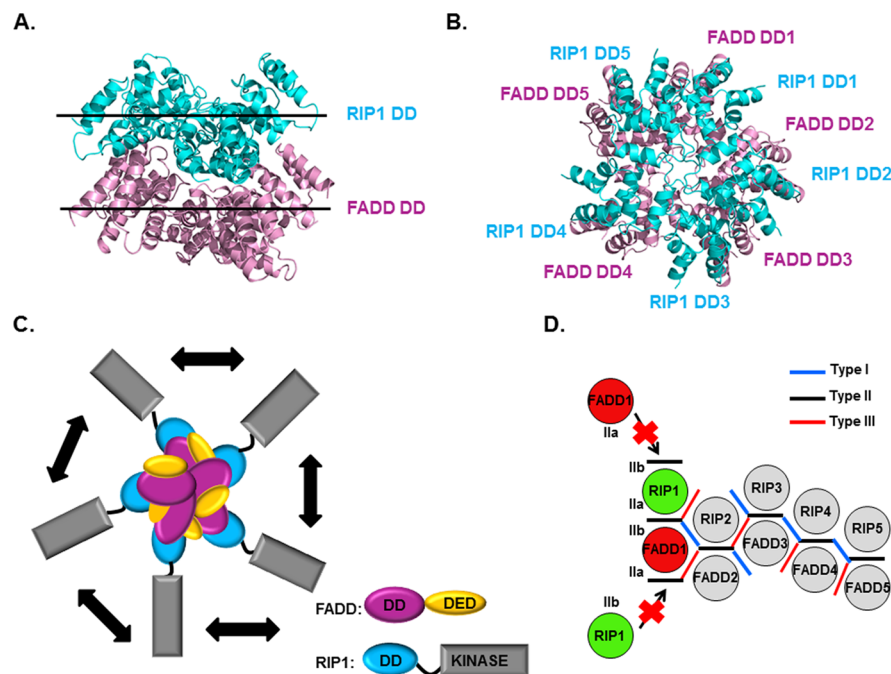 A.
RIP1 DD
FADD DD
B.
FADD DD1
RIP1 DD5
RIP1 DD1
FADD DD5
FADD DD2
RIP1 DD2
RIP1 DD4
FADD DD4
FADD DD3
RIP1 DD3
C.
FADD: DD DED
RIP1: DD KINASE
D.
Type I
Type II
Type III
FADD1
IIa
IIb
RIP1
IIa
IIb
FADD1
IIa
IIb
RIP1
RIP2
FADD2
RIP3
FADD3
RIP4
FADD4
RIP5
FADD5